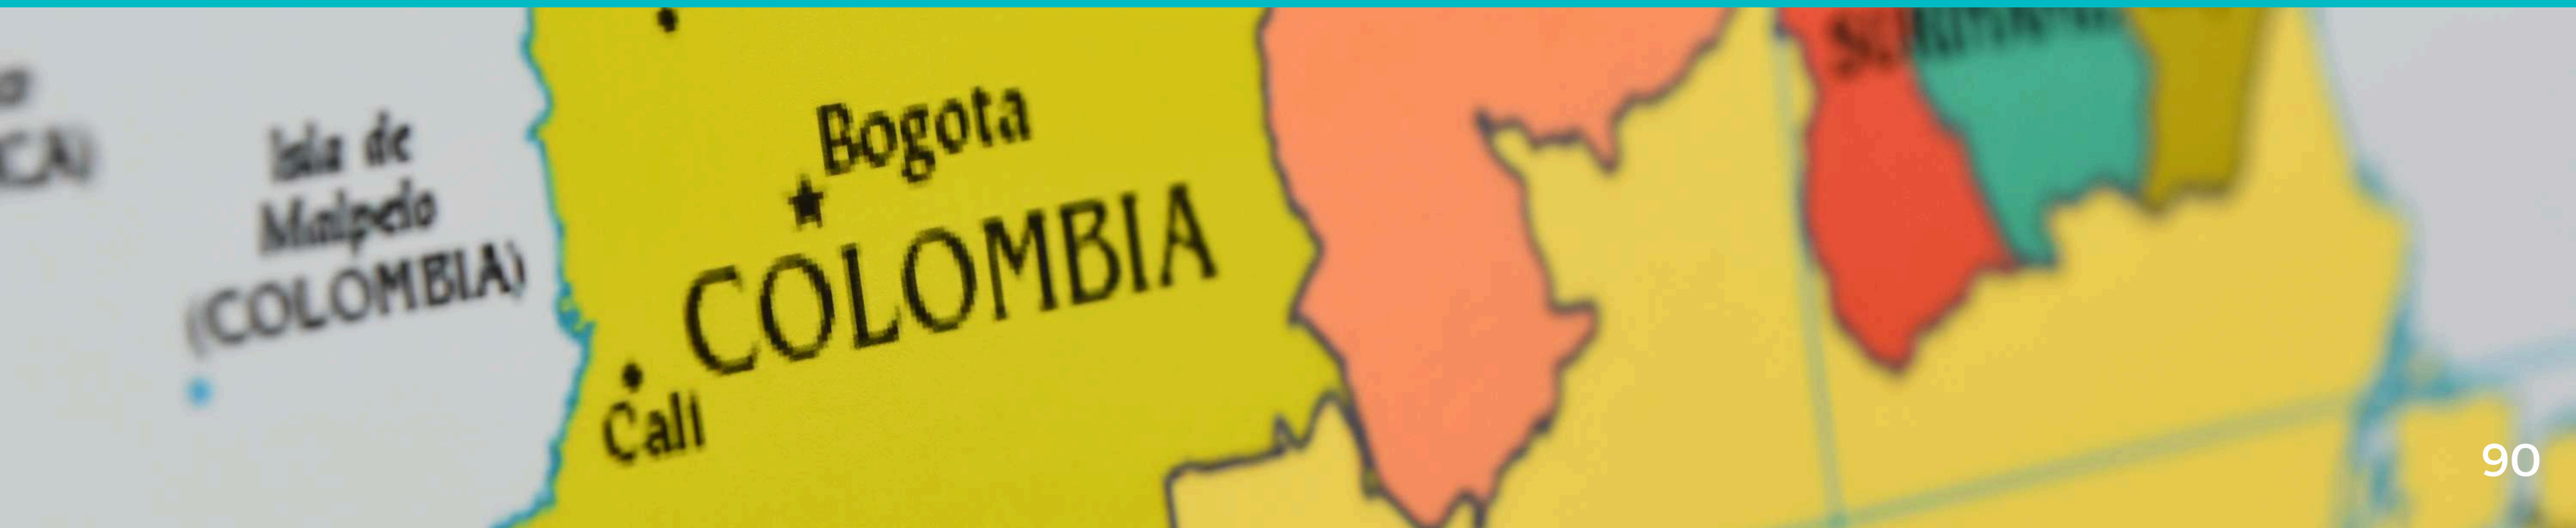 CA)
Isla de
Malpelo
(COLOMBIA)
Bogota
COLOMBIA
Cali
90